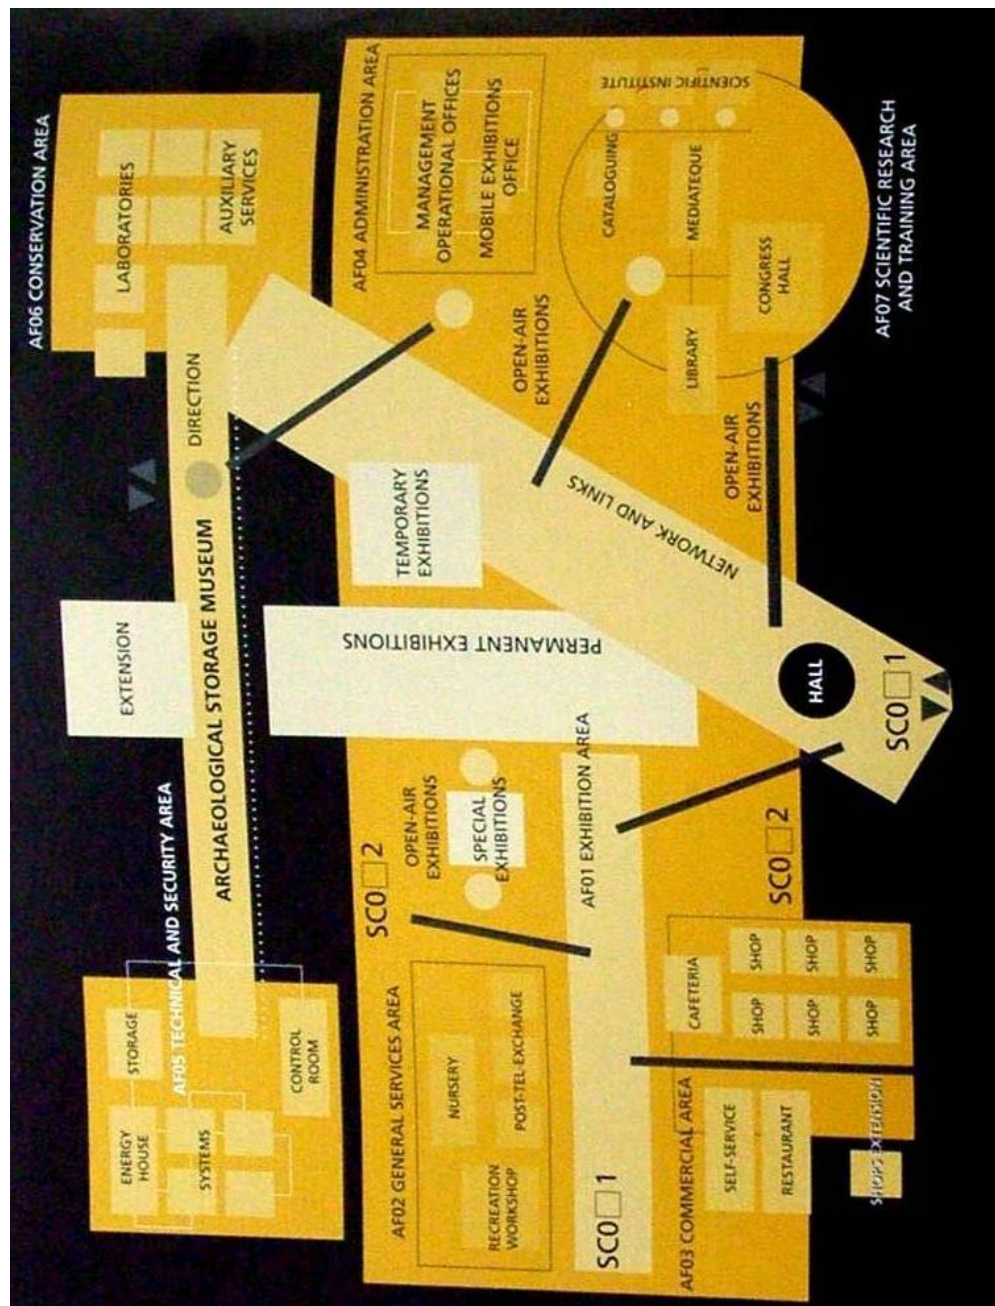 AF06 CONSERVATION AREA
LABORATORIES
AUXILIARY
SERVICES
DIRECTION
ARCHAEOLOGICAL STORAGE MUSEUM
EXTENSION
AF05 TECHNICAL AND SECURITY AREA
STORAGE
CONTROL
ROOM
ENERGY
HOUSE
SYSTEMS
AF04 ADMINISTRATION AREA
MANAGEMENT
OPERATIONAL OFFICES
MOBILE EXHIBITIONS
OFFICE
OPEN-AIR
EXHIBITIONS
SCIENTIFIC INSTITUTE
CATALOGUING
MEDIATEQUE
CONGRESS
HALL
LIBRARY
AF07 SCIENTIFIC RESEARCH
AND TRAINING AREA
OPEN-AIR
EXHIBITIONS
TEMPORARY
EXHIBITIONS
NETWORK AND LINKS
PERMANENT EXHIBITIONS
HALL
SC0□1
AF01 EXHIBITION AREA
SC0□2
OPEN-AIR
EXHIBITIONS
SPECIAL
EXHIBITIONS
SC0□2
AF02 GENERAL SERVICES AREA
NURSERY
POST-TEL-EXCHANGE
RECREATION
WORKSHOP
SC0□1
AF03 COMMERCIAL AREA
CAFETERIA
SHOP
SHOP
SHOP
SHOP
SHOP
SHOP
SELF-SERVICE
RESTAURANT
SHOPS EXTENSION